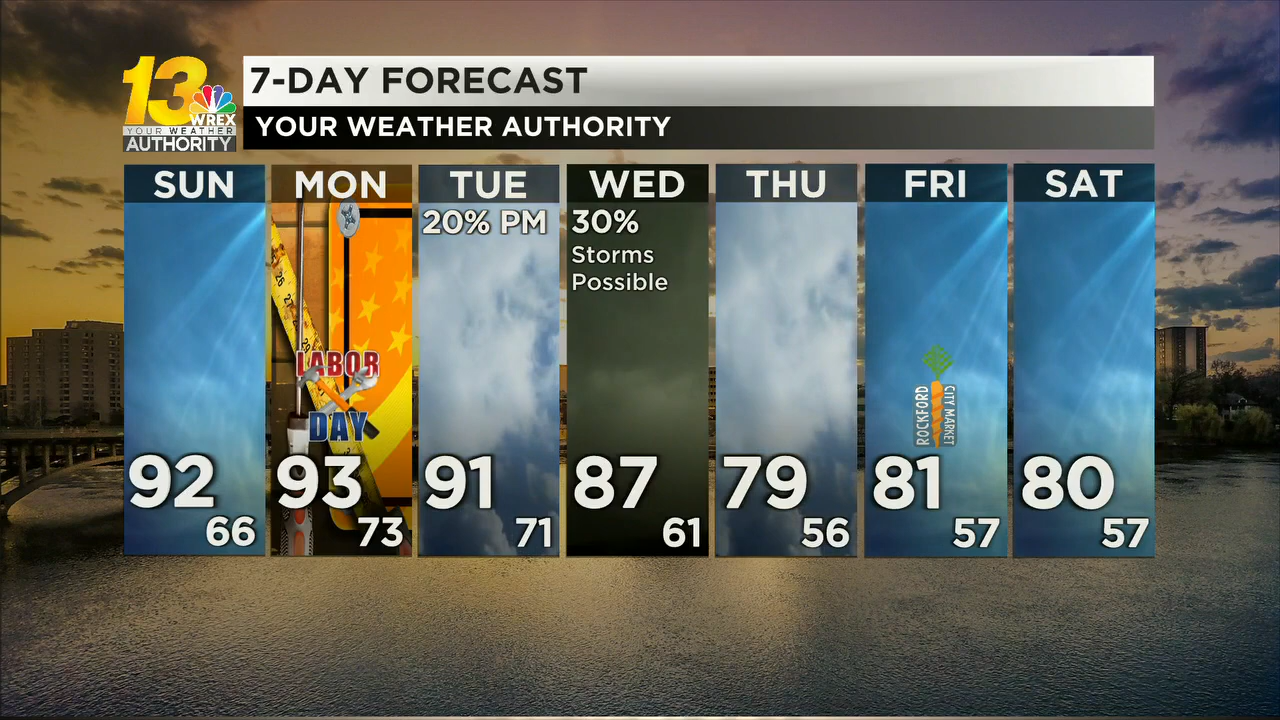 13
WREX
YOUR WEATHER
AUTHORITY
7-DAY FORECAST
YOUR WEATHER AUTHORITY
SUN
92
66
MON
LABOR
DAY
93
73
TUE
20% PM
91
71
WED
30%
Storms
Possible
87
61
THU
79
56
FRI
ROCKFORD
CITY MARKET
81
57
SAT
80
57